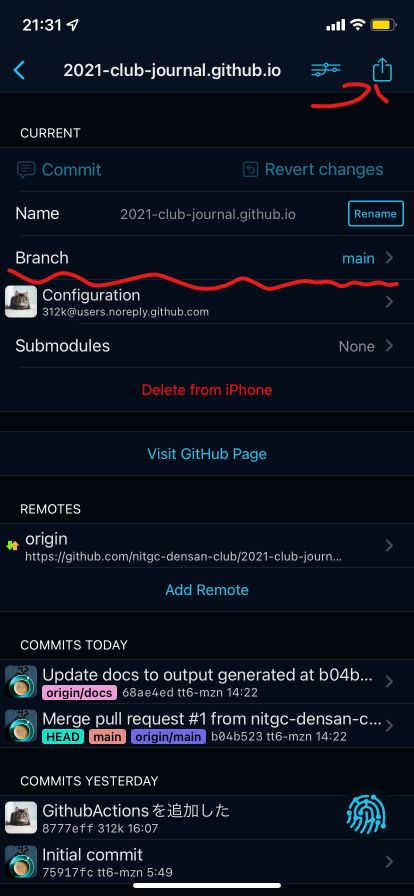 21:31
2021-club-journal.github.io
CURRENT
Commit
Revert changes
Name
2021-club-journal.github.io
Rename
Branch
main
Configuration
312k@users.noreply.github.com
Submodules
None
Delete from iPhone
Visit GitHub Page
REMOTES
origin
https://github.com/nitgc-densan-club/2021-club-journ...
Add Remote
COMMITS TODAY
Update docs to output generated at b04b...
origin/docs 68ae4ed tt6-mzn 14:22
Merge pull request #1 from nitgc-densan-c...
HEAD main origin/main b04b523 tt6-mzn 14:22
COMMITS YESTERDAY
GithubActionsを追加した
8777eff 312k 16:07
Initial commit
75917fc tt6-mzn 5:49